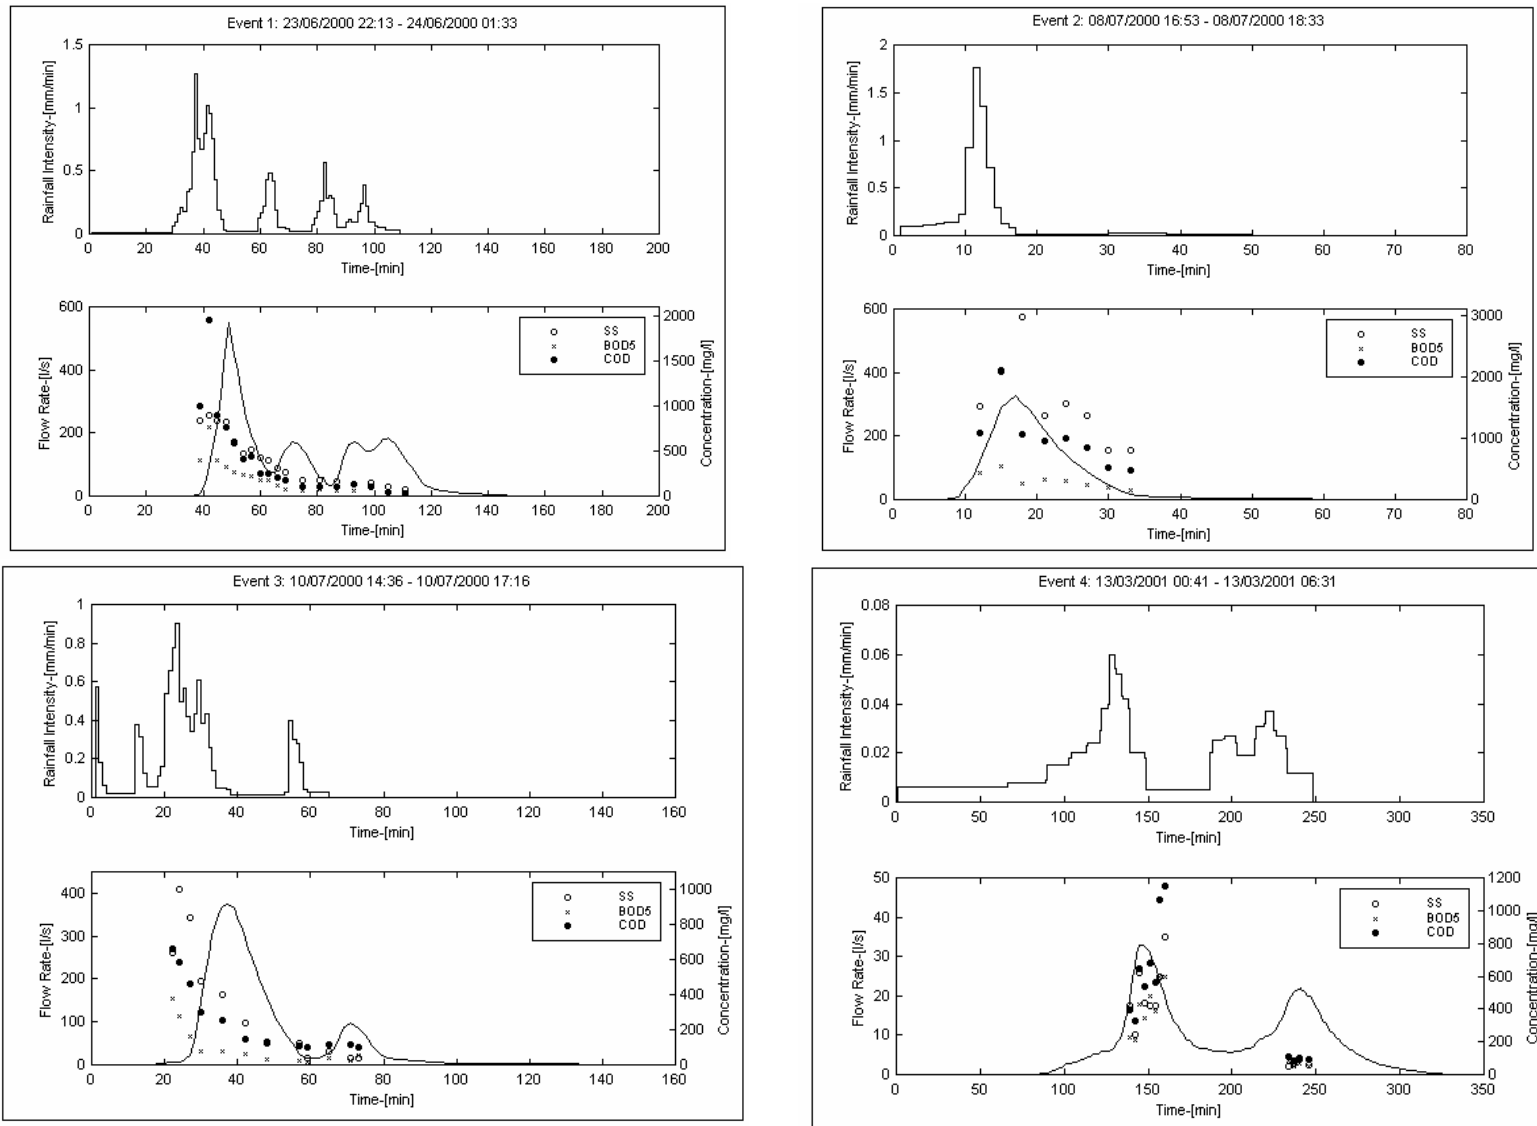 Event 1: 23/06/2000 22:13 - 24/06/2000 01:33
Rainfall Intensity-[mm/min]
1.5
1
0.5
0
0 20 40 60 80 100 120 140 160 180 200
Time-[min]
Flow Rate-[l/s]
600
400
200
0
SS
BOD5
COD
2000
1500
1000
500
0
Concentration-[mg/l]
0 20 40 60 80 100 120 140 160 180 200
Time-[min]
Event 2: 08/07/2000 16:53 - 08/07/2000 18:33
Rainfall Intensity-[mm/min]
2
1.5
1
0.5
0
0 10 20 30 40 50 60 70 80
Time-[min]
Flow Rate-[l/s]
600
400
200
0
SS
BOD5
COD
3000
2000
1000
0
Concentration-[mg/l]
0 10 20 30 40 50 60 70 80
Time-[min]
Event 3: 10/07/2000 14:36 - 10/07/2000 17:16
Rainfall Intensity-[mm/min]
1
0.8
0.6
0.4
0.2
0
0 20 40 60 80 100 120 140 160
Time-[min]
Flow Rate-[l/s]
400
300
200
100
0
SS
BOD5
COD
1000
800
600
400
200
0
Concentration-[mg/l]
0 20 40 60 80 100 120 140 160
Time-[min]
Event 4: 13/03/2001 00:41 - 13/03/2001 06:31
Rainfall Intensity-[mm/min]
0.08
0.06
0.04
0.02
0
0 50 100 150 200 250 300 350
Time-[min]
Flow Rate-[l/s]
50
40
30
20
10
0
SS
BOD5
COD
1200
1000
800
600
400
200
0
Concentration-[mg/l]
0 50 100 150 200 250 300 350
Time-[min]